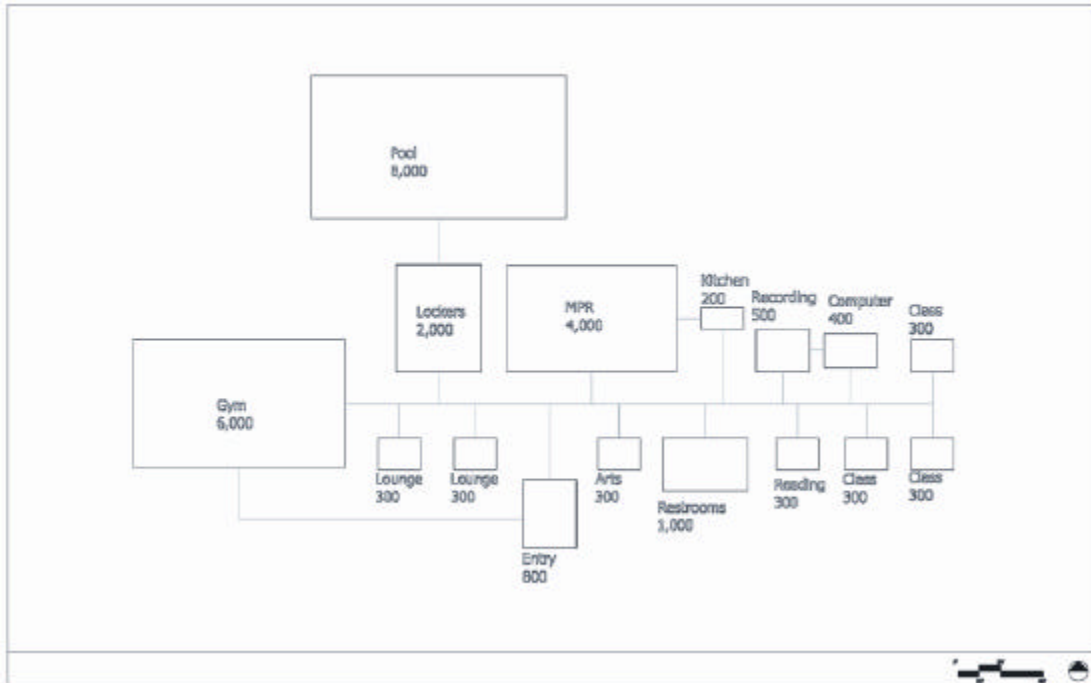 Pool
8,000
Kitchen
200
Recording
500
Computer
400
Class
300
Lockers
2,000
MPR
4,000
Gym
6,000
Lounge
300
Lounge
300
Arts
300
Restrooms
1,000
Reading
300
Class
300
Class
300
Entry
800